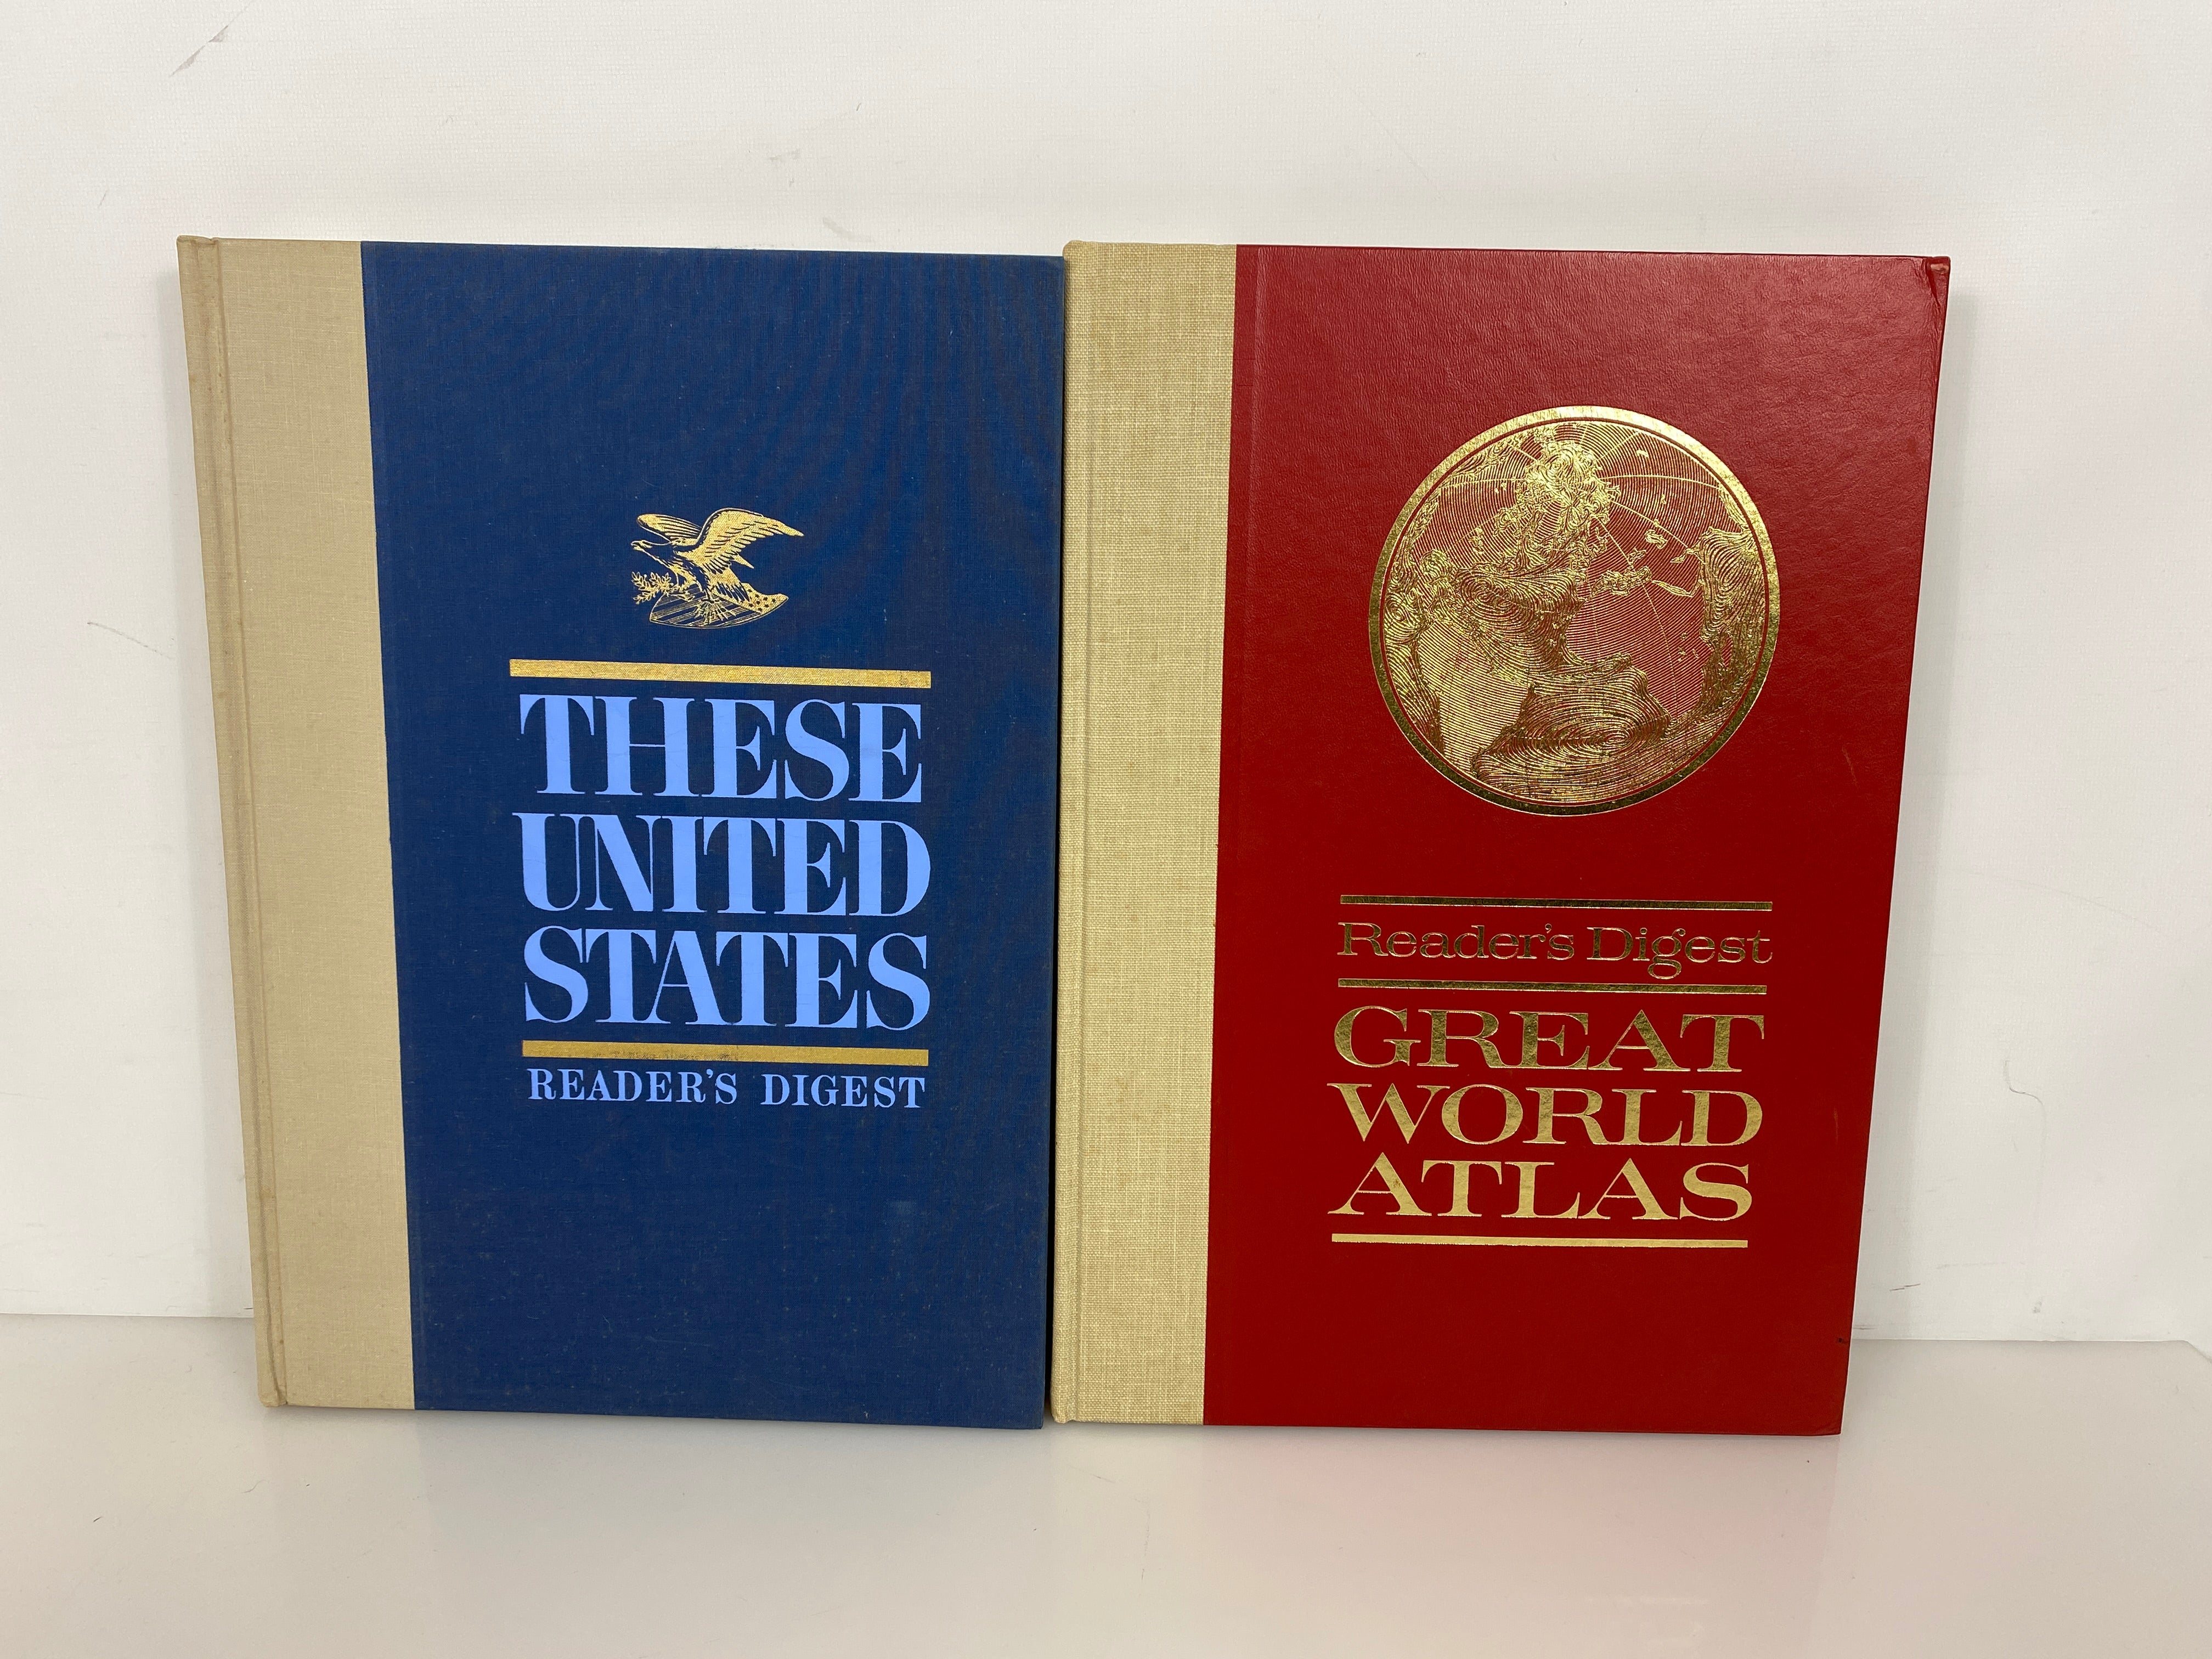 THESE
UNITED
STATES
READER'S DIGEST
Reader's Digest
GREAT
WORLD
ATLAS